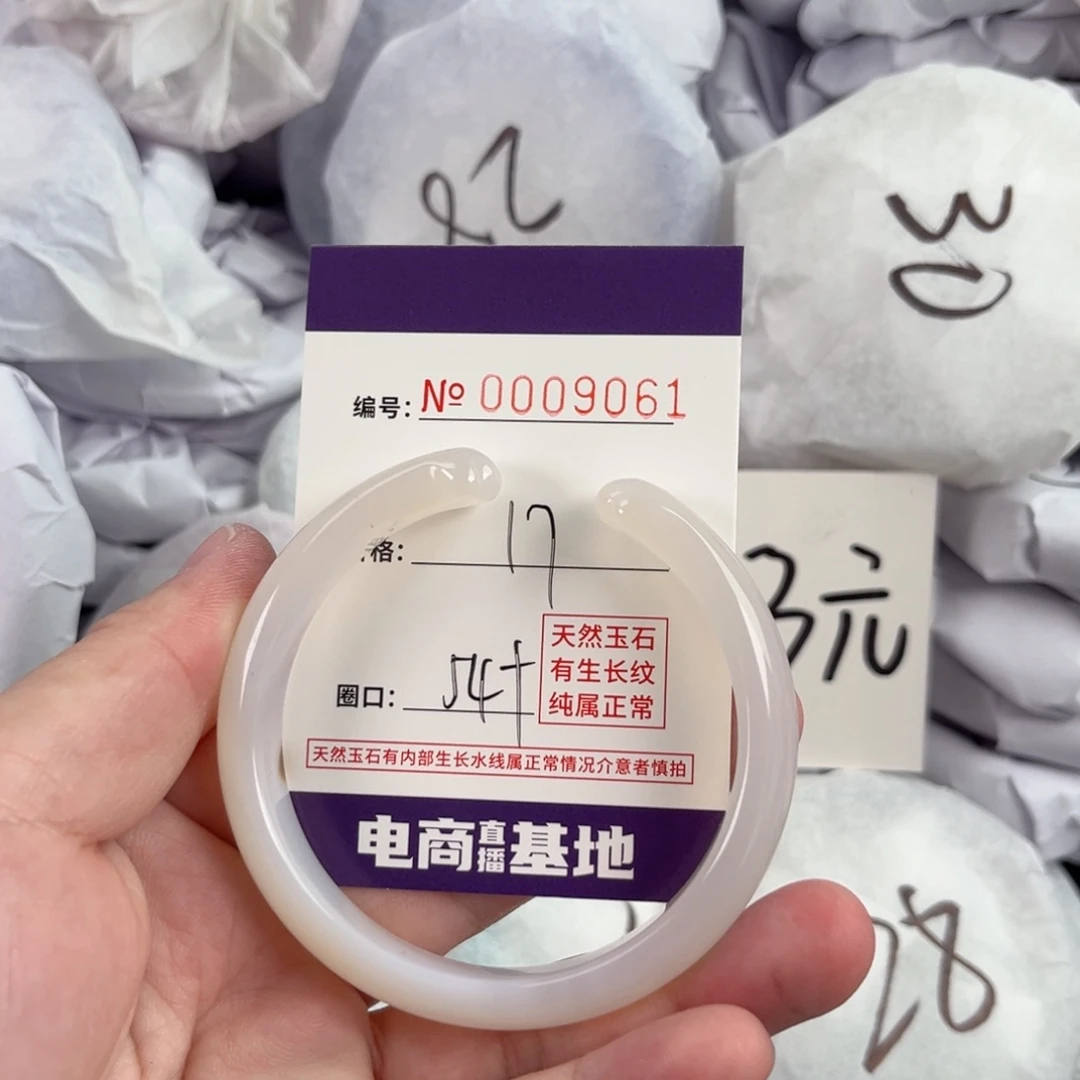 22
30
编号: № 0009061
格: 17
3元
天然玉石
有生长纹
纯属正常
圈口: 54+
天然玉石有内部生长水线属正常情况介意者慎拍
电商直播基地
28